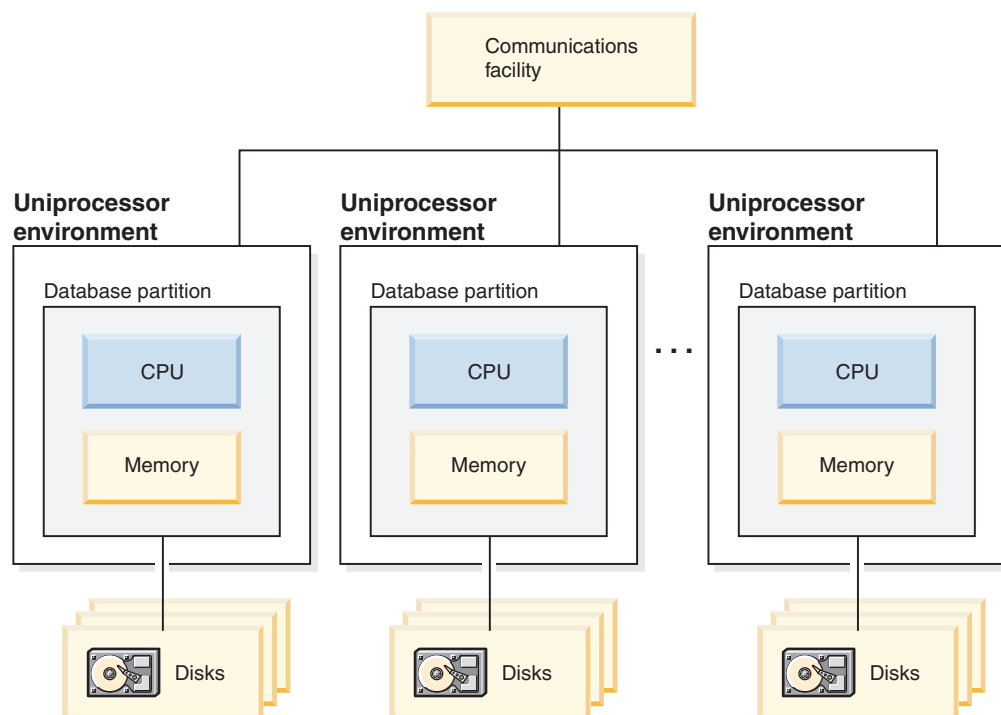 Communications
facility
Uniprocessor
environment
Database partition
CPU
Memory
Disks
Uniprocessor
environment
Database partition
CPU
Memory
Disks
. . .
Uniprocessor
environment
Database partition
CPU
Memory
Disks